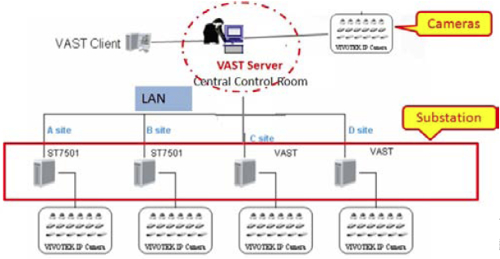 Cameras
VAST Client
VIVOTEK IP Camera
VAST Server
Central Control Room
LAN
Substation
A site
B site
C site
D site
ST7501
ST7501
VAST
VAST
VIVOTEK IP Camera
VIVOTEK IP Camera
VIVOTEK IP Camera
VIVOTEK IP Camera